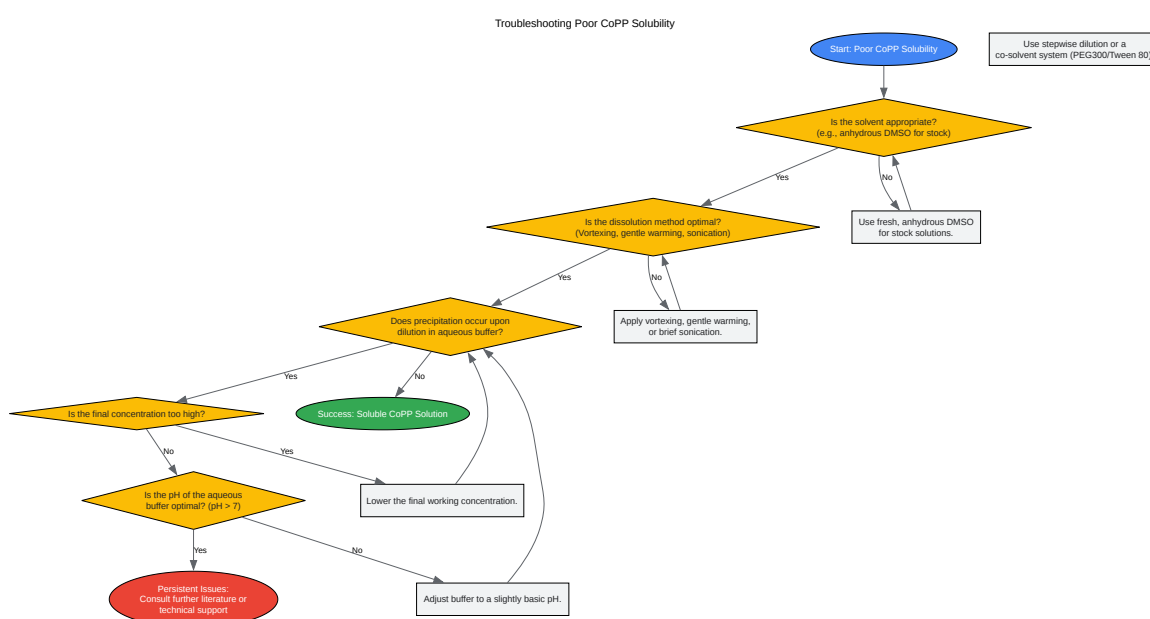 Troubleshooting Poor CoPP Solubility
Start: Poor CoPP Solubility
Use stepwise dilution or a
co-solvent system (PEG300/Tween 80)
Is the solvent appropriate?
(e.g., anhydrous DMSO for stock)
Yes
No
Use fresh, anhydrous DMSO
for stock solutions.
Is the dissolution method optimal?
(Vortexing, gentle warming, sonication)
Yes
No
Apply vortexing, gentle warming,
or brief sonication.
Does precipitation occur upon
dilution in aqueous buffer?
Yes
No
Is the final concentration too high?
Success: Soluble CoPP Solution
No
Yes
Is the pH of the aqueous
buffer optimal? (pH > 7)
Lower the final working concentration.
Yes
No
Persistent Issues:
Consult further literature or
technical support
Adjust buffer to a slightly basic pH.